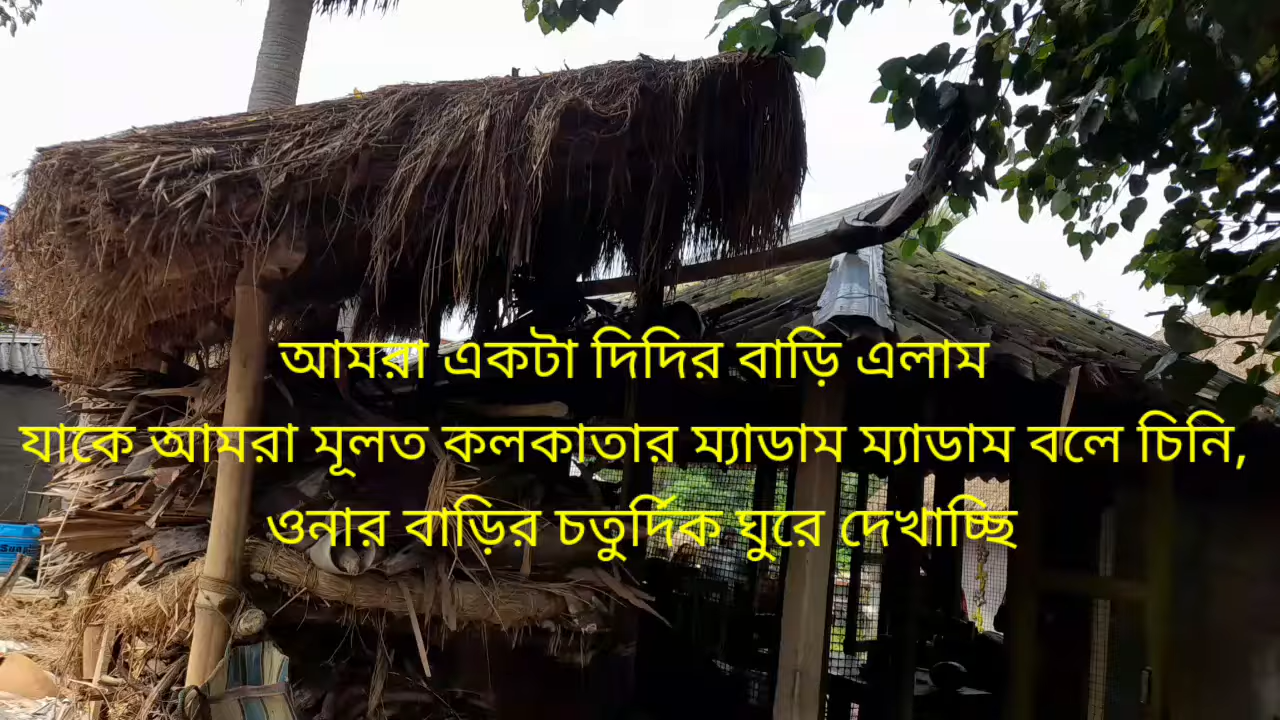 আমরা একটা দিদির বাড়ি এলাম
যাকে আমরা মূলত কলকাতার ম্যাডাম ম্যাডাম বলে চিনি,
ওনার বাড়ির চতুর্দিক ঘুরে দেখাচ্ছি